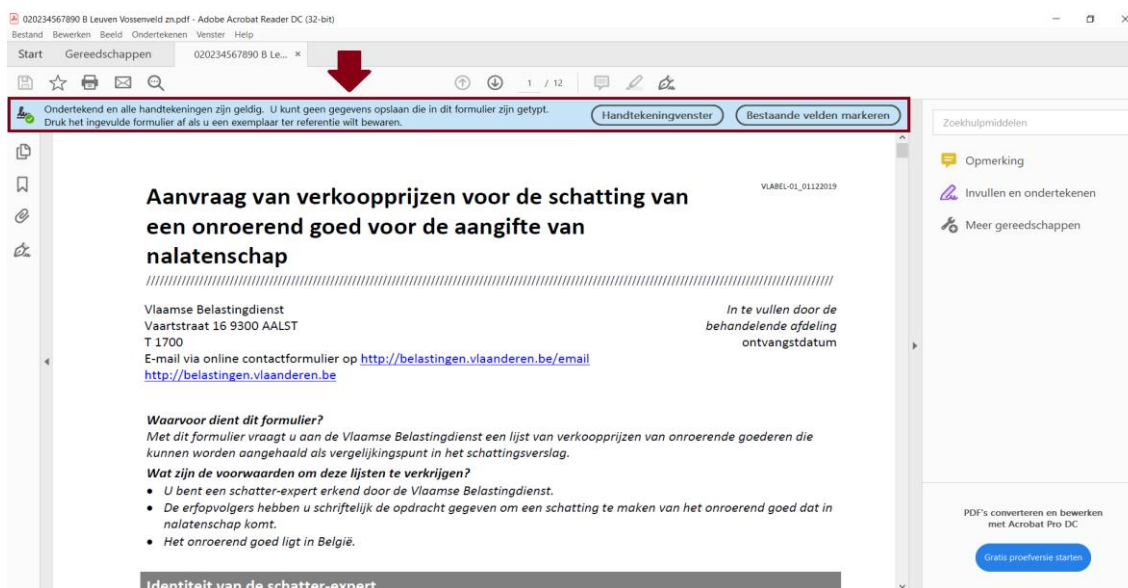 020234567890 B Leuven Vossenveld zn.pdf - Adobe Acrobat Reader DC (32-bit)
Bestand Bewerken Beeld Ondertekenen Venster Help
Start Gereedschappen 020234567890 B Le... ×
1 / 12
Ondertekend en alle handtekeningen zijn geldig. U kunt geen gegevens opslaan die in dit formulier zijn getypt.
Druk het ingevulde formulier af als u een exemplaar ter referentie wilt bewaren.
Handtekeningvenster
Bestaande velden markeren
Zoekhulpmiddelen
Opmerking
Invullen en ondertekenen
Meer gereedschappen
VLABEL-01_01122019
Aanvraag van verkoopprijzen voor de schatting van
een onroerend goed voor de aangifte van
nalatenschap
Vlaamse Belastingdienst
Vaartstraat 16 9300 AALST
T 1700
E-mail via online contactformulier op http://belastingen.vlaanderen.be/email
http://belastingen.vlaanderen.be
In te vullen door de
behandelende afdeling
ontvangstdatum
Waarvoor dient dit formulier?
Met dit formulier vraagt u aan de Vlaamse Belastingdienst een lijst van verkoopprijzen van onroerende goederen die
kunnen worden aangehaald als vergelijkingspunt in het schattingsverslag.
Wat zijn de voorwaarden om deze lijsten te verkrijgen?
• U bent een schatter-expert erkend door de Vlaamse Belastingdienst.
• De erfopvolgers hebben u schriftelijk de opdracht gegeven om een schatting te maken van het onroerend goed dat in
nalatenschap komt.
• Het onroerend goed ligt in België.
Identiteit van de schatter-expert
PDF's converteren en bewerken
met Acrobat Pro DC
Gratis proefversie starten